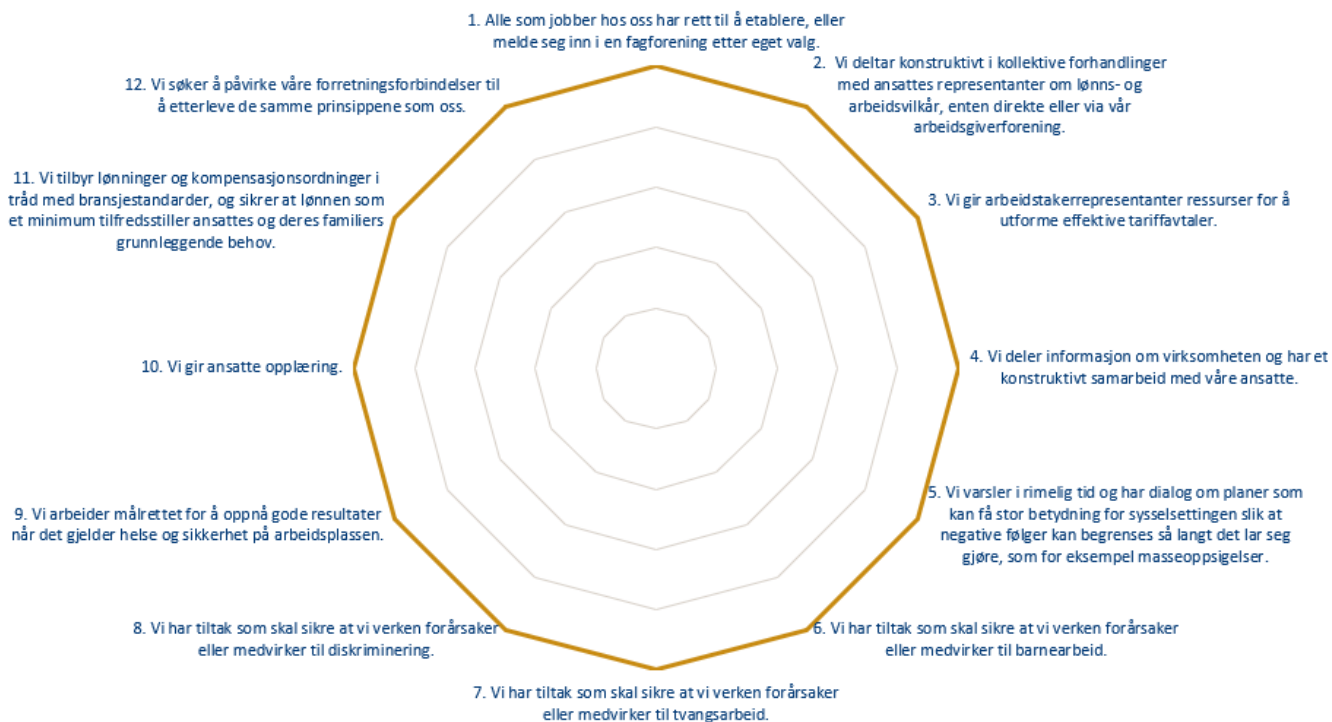 1. Alle som jobber hos oss har rett til å etablere, eller
melde seg inn i en fagforening etter eget valg.
2. Vi deltar konstruktivt i kollektive forhandlinger
med ansattes representanter om lønns- og
arbeidsvilkår, enten direkte eller via vår
arbeidsgiverforening.
3. Vi gir arbeidstakerrepresentanter ressurser for å
utforme effektive tariffavtaler.
4. Vi deler informasjon om virksomheten og har et
konstruktivt samarbeid med våre ansatte.
5. Vi varsler i rimelig tid og har dialog om planer som
kan få stor betydning for sysselsettingen slik at
negative følger kan begrenses så langt det lar seg
gjøre, som for eksempel masseoppsigelser.
6. Vi har tiltak som skal sikre at vi verken forårsaker
eller medvirker til barnearbeid.
7. Vi har tiltak som skal sikre at vi verken forårsaker
eller medvirker til tvangsarbeid.
8. Vi har tiltak som skal sikre at vi verken forårsaker
eller medvirker til diskriminering.
9. Vi arbeider målrettet for å oppnå gode resultater
når det gjelder helse og sikkerhet på arbeidsplassen.
10. Vi gir ansatte opplæring.
11. Vi tilbyr lønninger og kompensasjonsordninger i
tråd med bransjestandarder, og sikrer at lønnen som
et minimum tilfredsstiller ansattes og deres familiers
grunnleggende behov.
12. Vi søker å påvirke våre forretningsforbindelser til
å etterleve de samme prinsippene som oss.